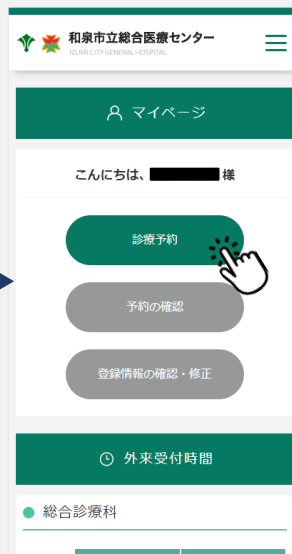 和泉市立総合医療センター
IZUMI CITY GENERAL HOSPITAL
マイページ
こんにちは、 様
診療予約
予約の確認
登録情報の確認・修正
外来受付時間
総合診療科